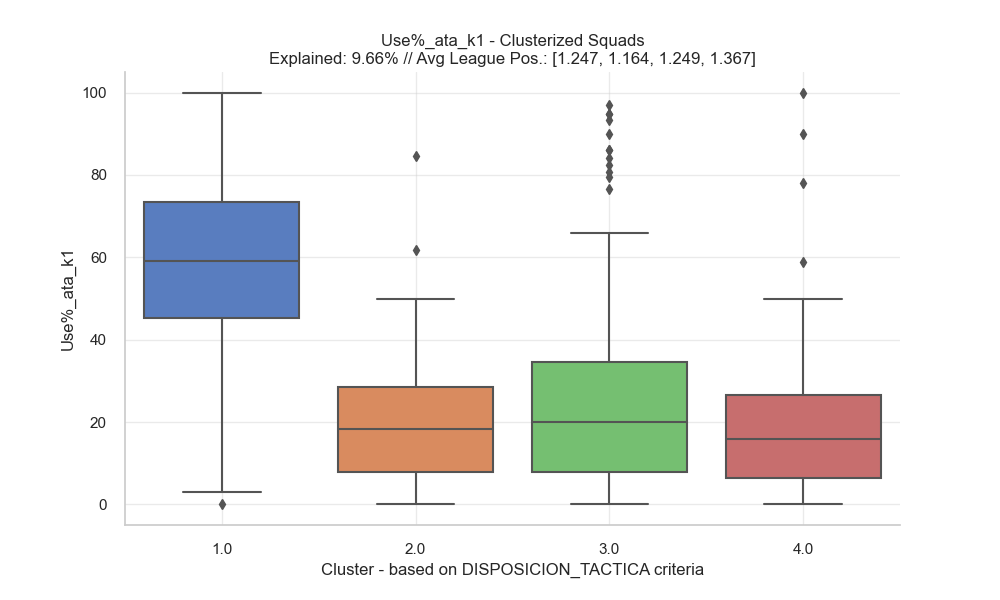 Use%_ata_k1 - Clusterized Squads
Explained: 9.66% // Avg League Pos.: [1.247, 1.164, 1.249, 1.367]
Use%_ata_k1
100
80
60
40
20
0
1.0 2.0 3.0 4.0
Cluster - based on DISPOSICION_TACTICA criteria